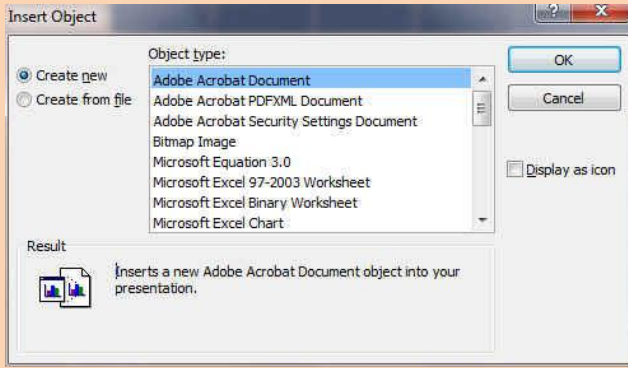 Insert Object
Object type:
Create new
Create from file
Adobe Acrobat Document
Adobe Acrobat PDFXML Document
Adobe Acrobat Security Settings Document
Bitmap Image
Microsoft Equation 3.0
Microsoft Excel 97-2003 Worksheet
Microsoft Excel Binary Worksheet
Microsoft Excel Chart
OK
Cancel
Display as icon
Result
Inserts a new Adobe Acrobat Document object into your
presentation.